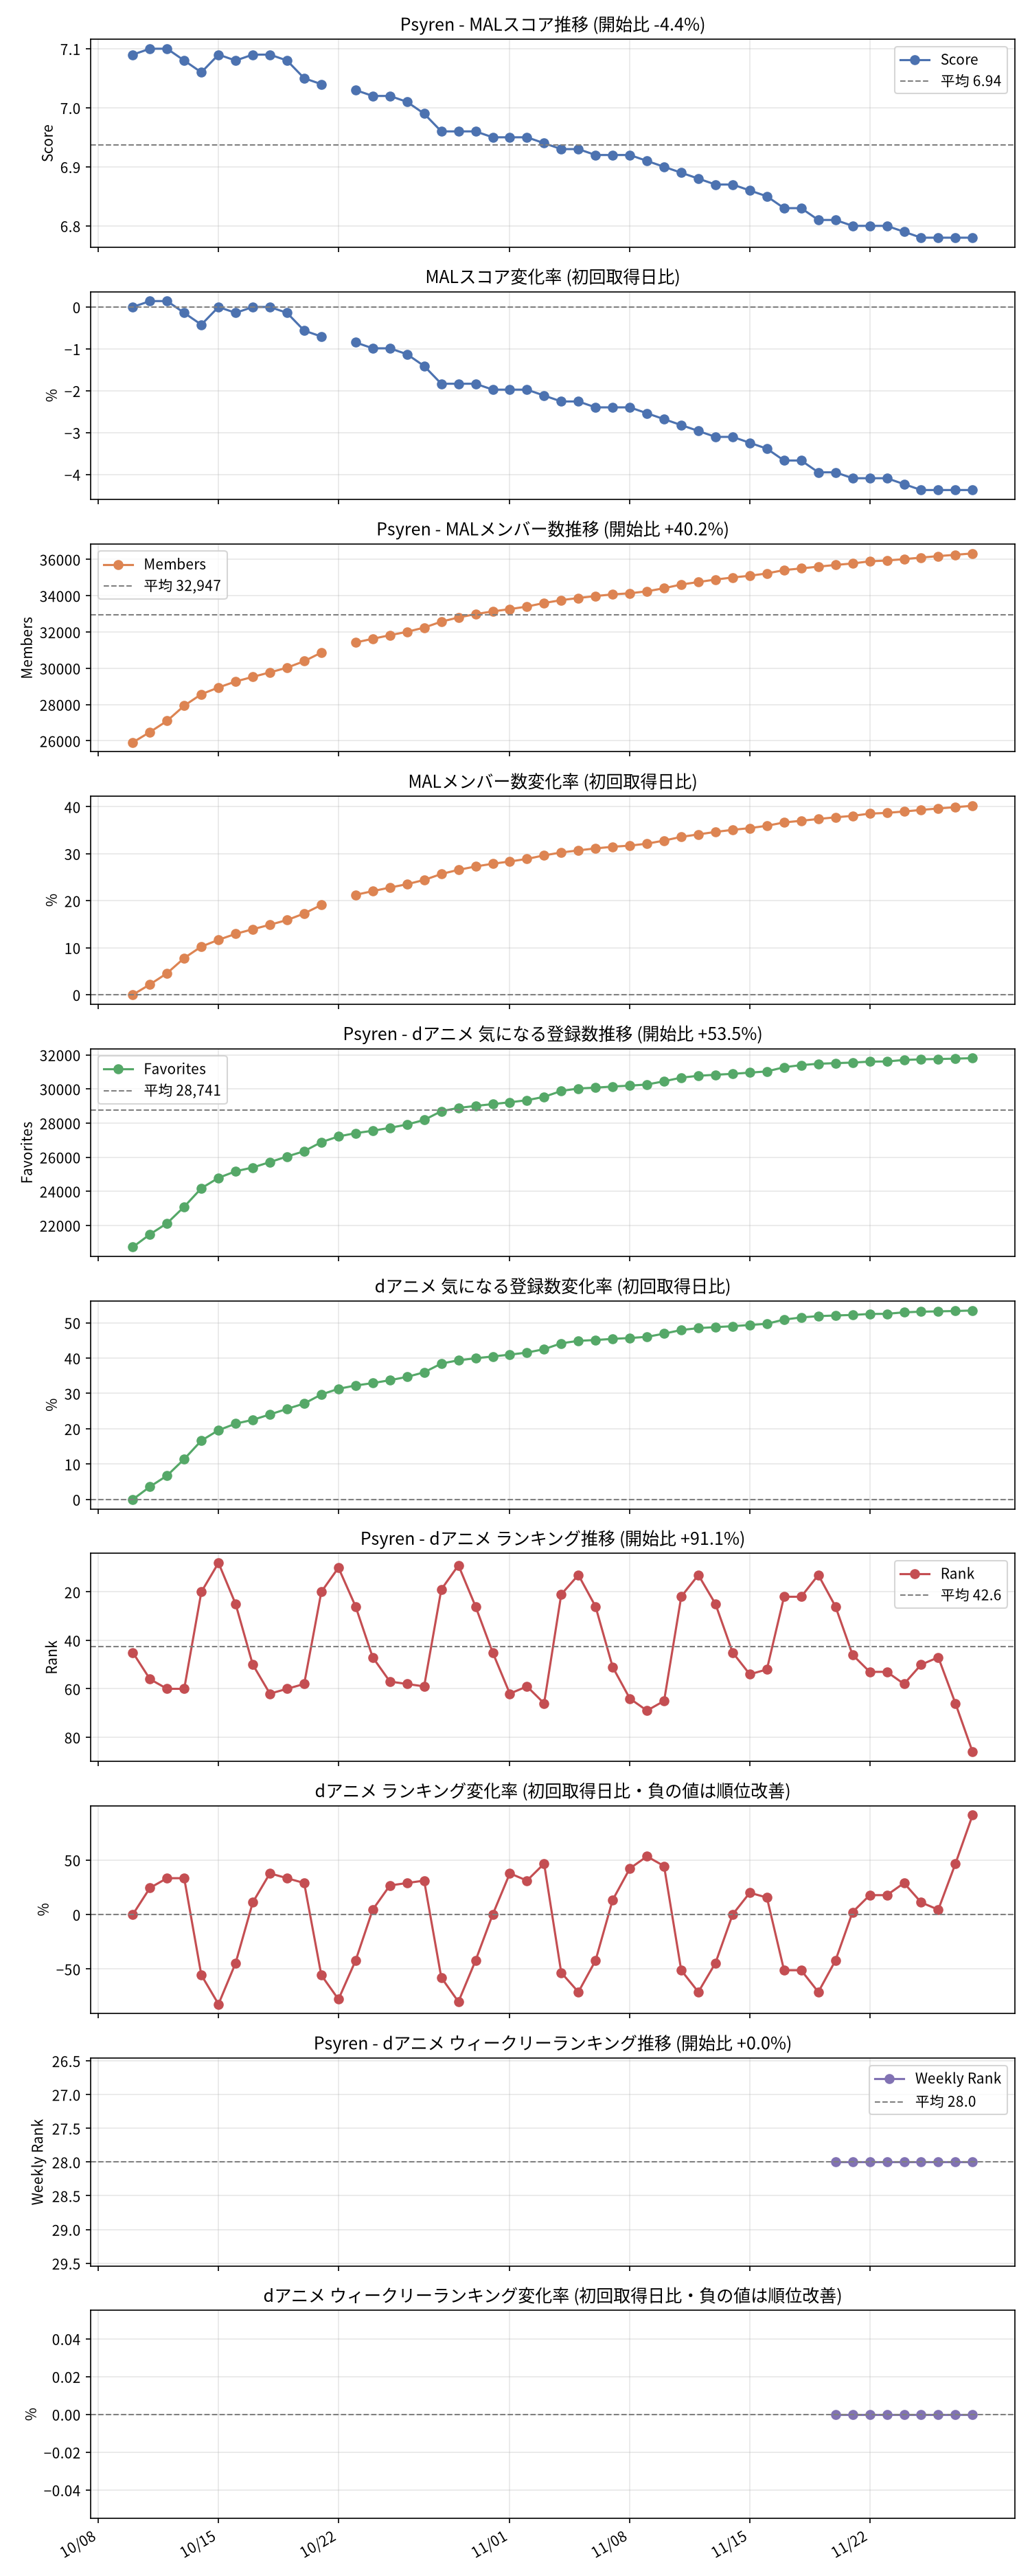 Psyren - MALスコア推移 (開始比 -4.4%)
7.1
7.0
6.9
6.8
Score
Score
平均 6.94
MALスコア変化率 (初回取得日比)
0
−1
−2
−3
−4
%
Psyren - MALメンバー数推移 (開始比 +40.2%)
36000
34000
32000
30000
28000
26000
Members
Members
平均 32,947
MALメンバー数変化率 (初回取得日比)
40
30
20
10
0
%
Psyren - dアニメ 気になる登録数推移 (開始比 +53.5%)
32000
30000
28000
26000
24000
22000
Favorites
Favorites
平均 28,741
dアニメ 気になる登録数変化率 (初回取得日比)
50
40
30
20
10
0
%
Psyren - dアニメ ランキング推移 (開始比 +91.1%)
20
40
60
80
Rank
Rank
平均 42.6
dアニメ ランキング変化率 (初回取得日比・負の値は順位改善)
50
0
−50
%
Psyren - dアニメ ウィークリーランキング推移 (開始比 +0.0%)
26.5
27.0
27.5
28.0
28.5
29.0
29.5
Weekly Rank
Weekly Rank
平均 28.0
dアニメ ウィークリーランキング変化率 (初回取得日比・負の値は順位改善)
0.04
0.02
0.00
−0.02
−0.04
%
10/08
10/15
10/22
11/01
11/08
11/15
11/22